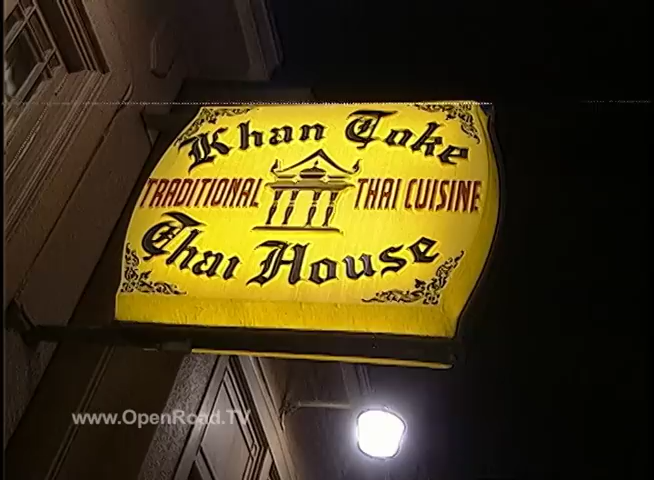 Khan Toke
TRADITIONAL THAI CUISINE
Thai House
www.OpenRoad.TV